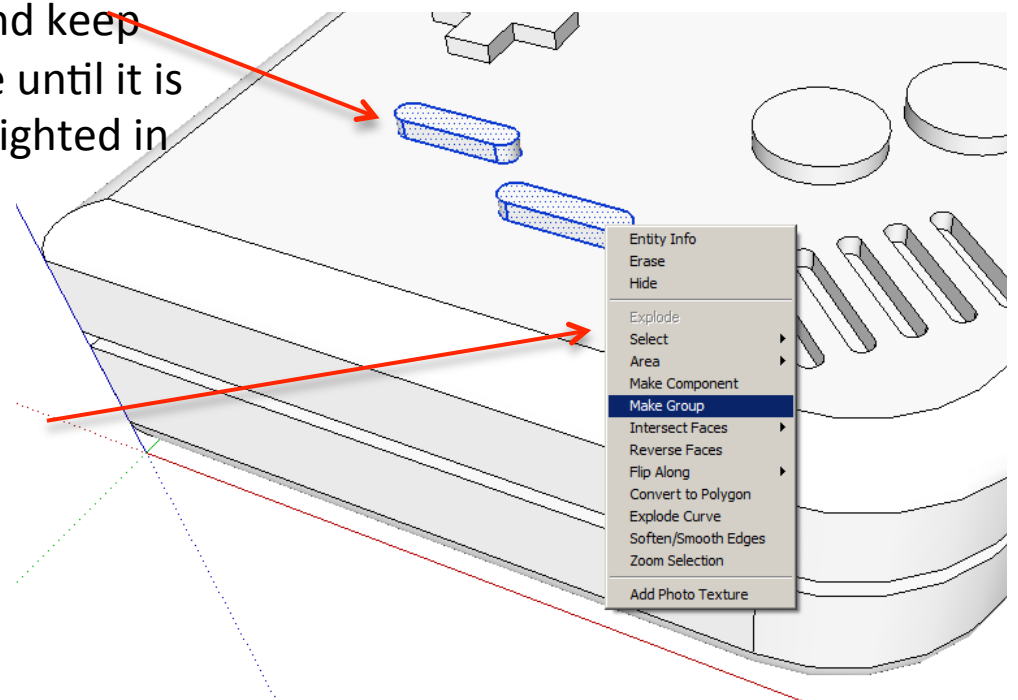 nd keep
e until it is
ighted in
Entity Info
Erase
Hide
Explode
Select
Area
Make Component
Make Group
Intersect Faces
Reverse Faces
Flip Along
Convert to Polygon
Explode Curve
Soften/Smooth Edges
Zoom Selection
Add Photo Texture